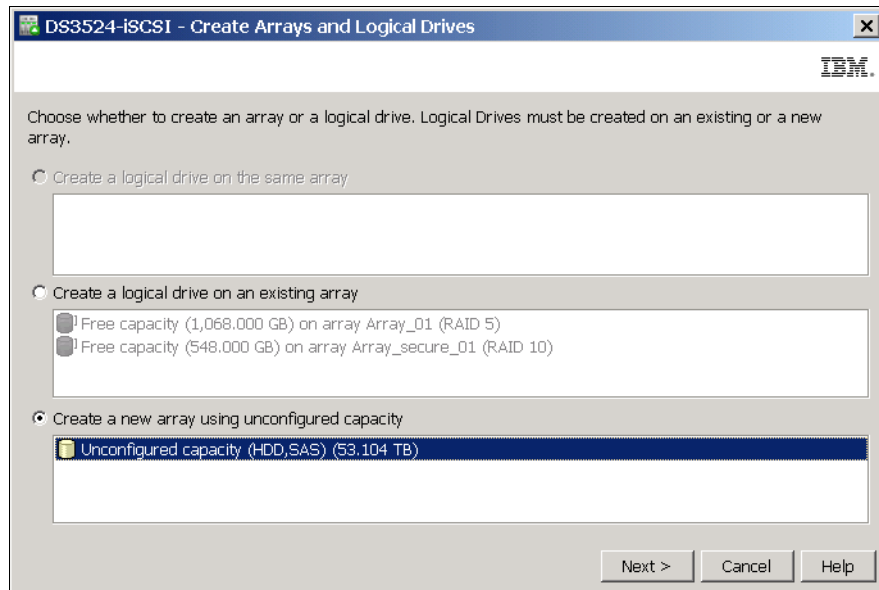 DS3524-iSCSI - Create Arrays and Logical Drives
IBM.
Choose whether to create an array or a logical drive. Logical Drives must be created on an existing or a new
array.
Create a logical drive on the same array
Create a logical drive on an existing array
Free capacity (1,068.000 GB) on array Array_01 (RAID 5)
Free capacity (548.000 GB) on array Array_secure_01 (RAID 10)
Create a new array using unconfigured capacity
Unconfigured capacity (HDD,SAS) (53.104 TB)
Next > Cancel Help